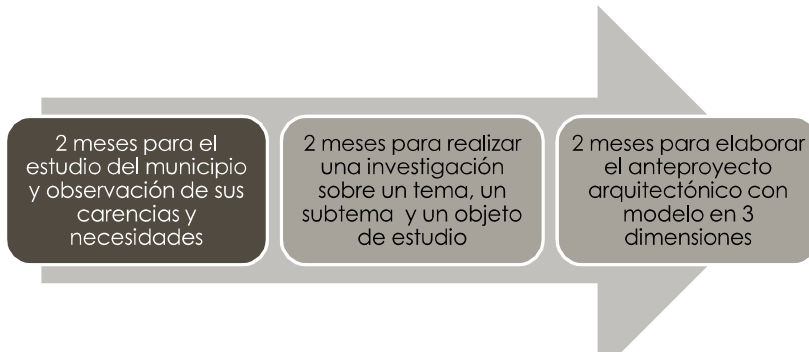 2 meses para el
estudio del municipio
y observación de sus
carencias y
necesidades
2 meses para realizar
una investigación
sobre un tema, un
subtema y un objeto
de estudio
2 meses para elaborar
el anteproyecto
arquitectónico con
modelo en 3
dimensiones